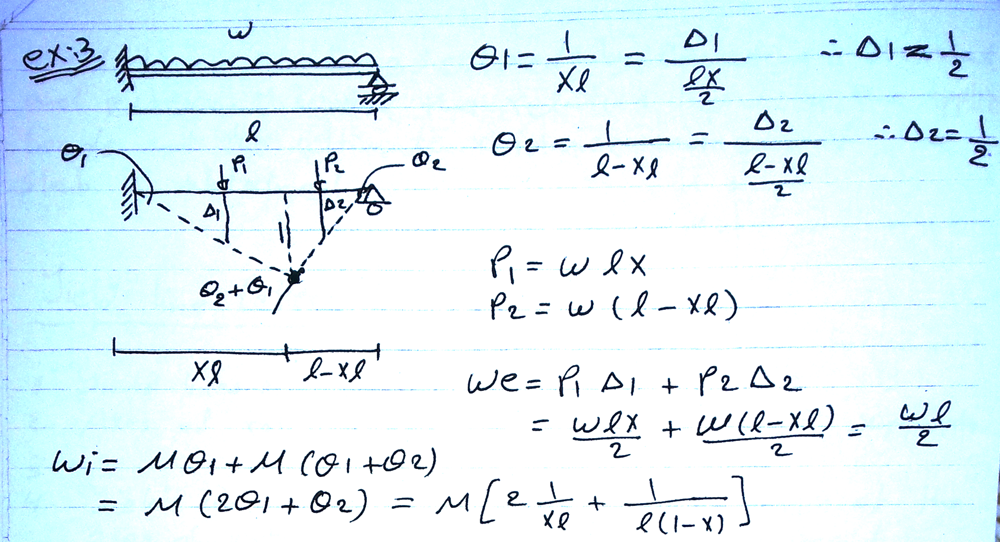 ex:3
w
l
θ1 = 1/xl = Δ1/(lx/2) ∴ Δ1 = 1/2
θ2 = 1/(l-xl) = Δ2/((l-xl)/2) ∴ Δ2 = 1/2
θ1 P1 P2 θ2
Δ1 1 Δ2
θ2+θ1
xl l-xl
P1 = w l x
P2 = w (l - xl)
We = P1 Δ1 + P2 Δ2
= wlx/2 + w(l-xl)/2 = wl/2
Wi = M θ1 + M (θ1 + θ2)
= M (2θ1 + θ2) = M [2 1/xl + 1/l(1-x)]